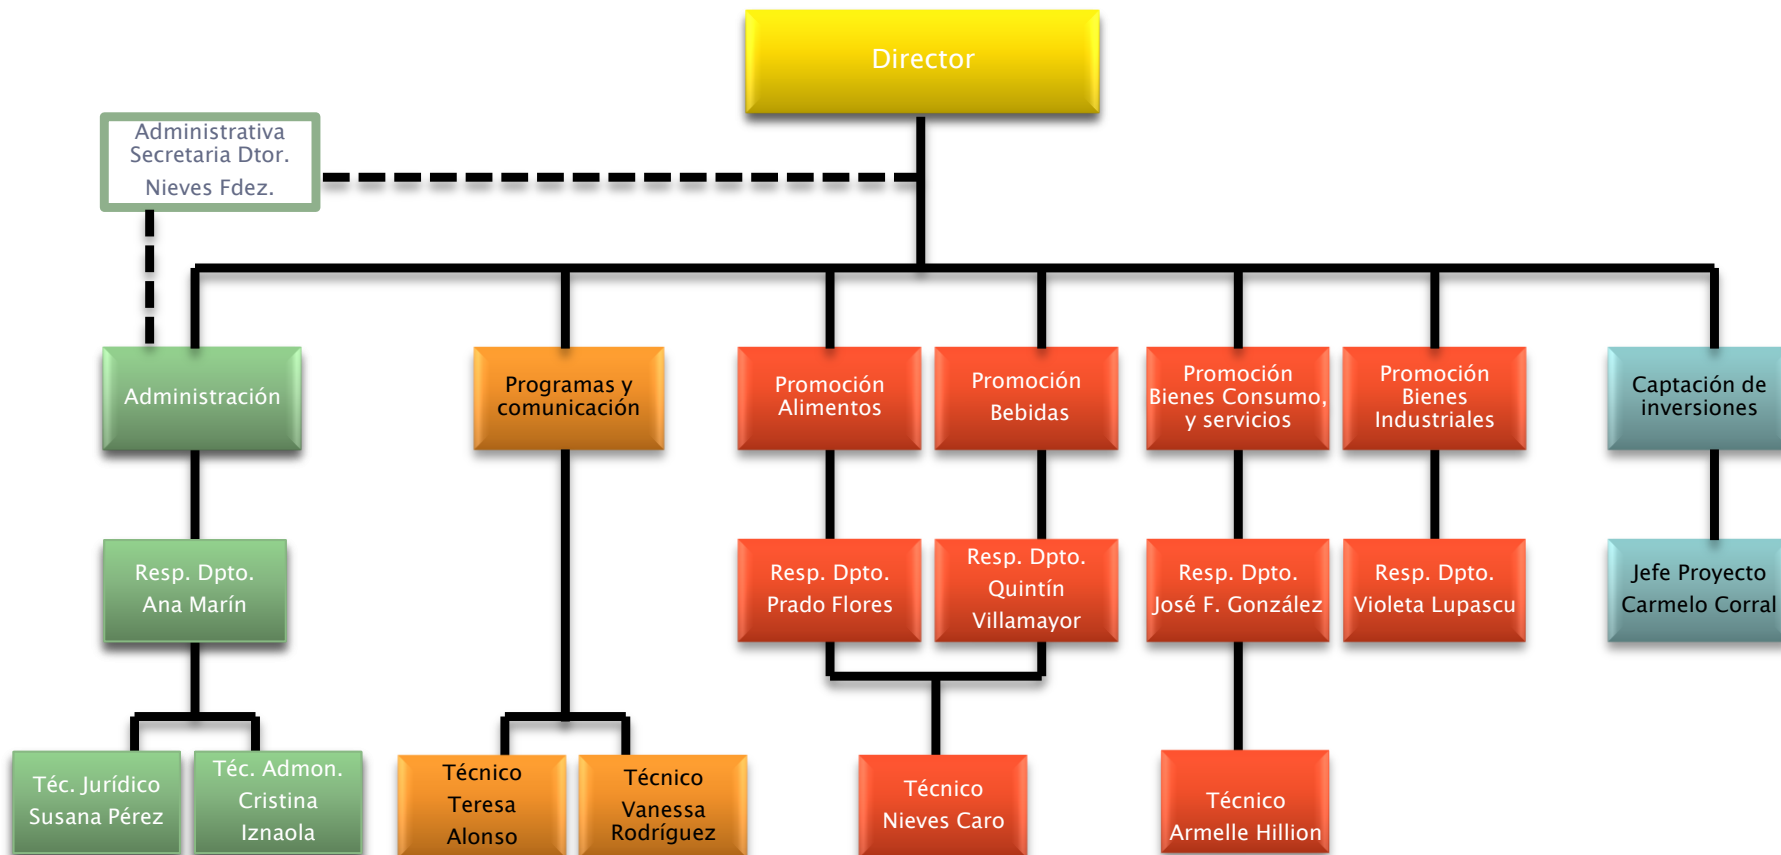 Director
Administrativa
Secretaria Dtor.
Nieves Fdez.
Administración
Programas y
comunicación
Promoción
Alimentos
Promoción
Bebidas
Promoción
Bienes Consumo,
y servicios
Promoción
Bienes
Industriales
Captación de
inversiones
Resp. Dpto.
Ana Marín
Resp. Dpto.
Prado Flores
Resp. Dpto.
Quintín
Villamayor
Resp. Dpto.
José F. González
Resp. Dpto.
Violeta Lupascu
Jefe Proyecto
Carmelo Corral
Téc. Jurídico
Susana Pérez
Téc. Admon.
Cristina
Iznaola
Técnico
Teresa
Alonso
Técnico
Vanessa
Rodríguez
Técnico
Nieves Caro
Técnico
Armelle Hillion